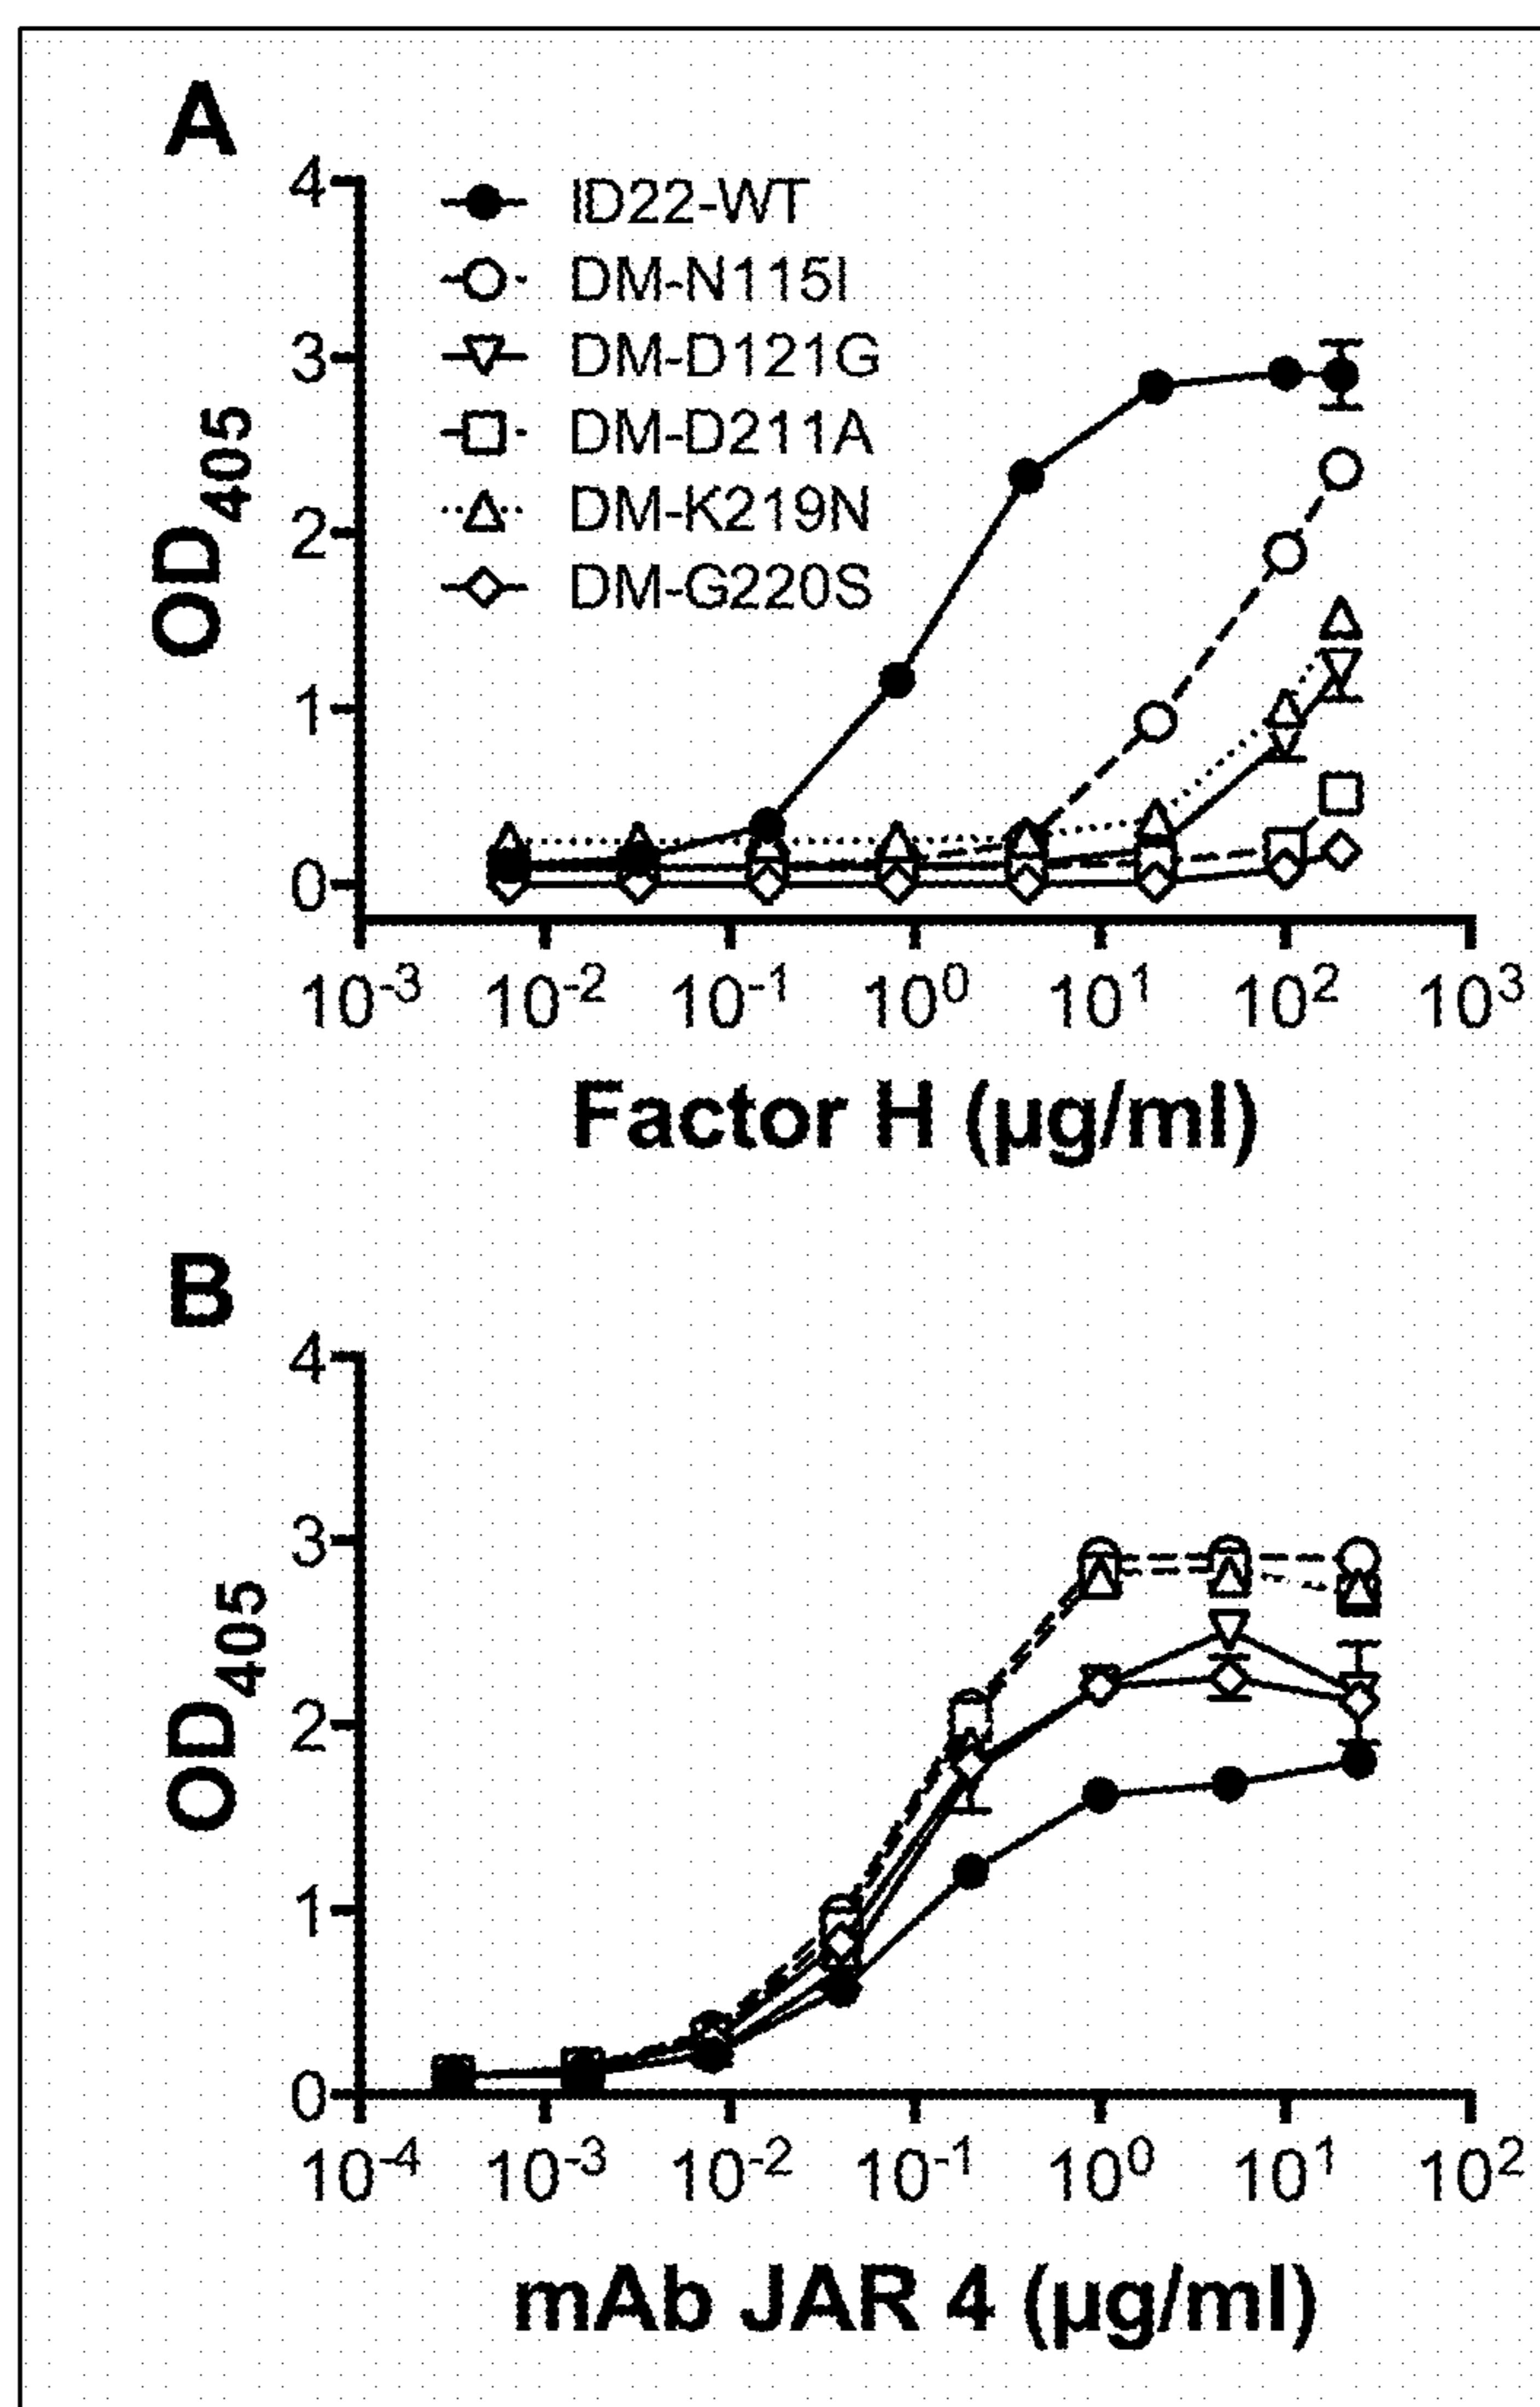 A
4
3
2
1
0
OD405
ID22-WT
DM-N115I
DM-D121G
DM-D211A
DM-K219N
DM-G220S
10-3 10-2 10-1 100 101 102 103
Factor H (µg/ml)
B
4
3
2
1
0
OD405
10-4 10-3 10-2 10-1 100 101 102
mAb JAR 4 (µg/ml)